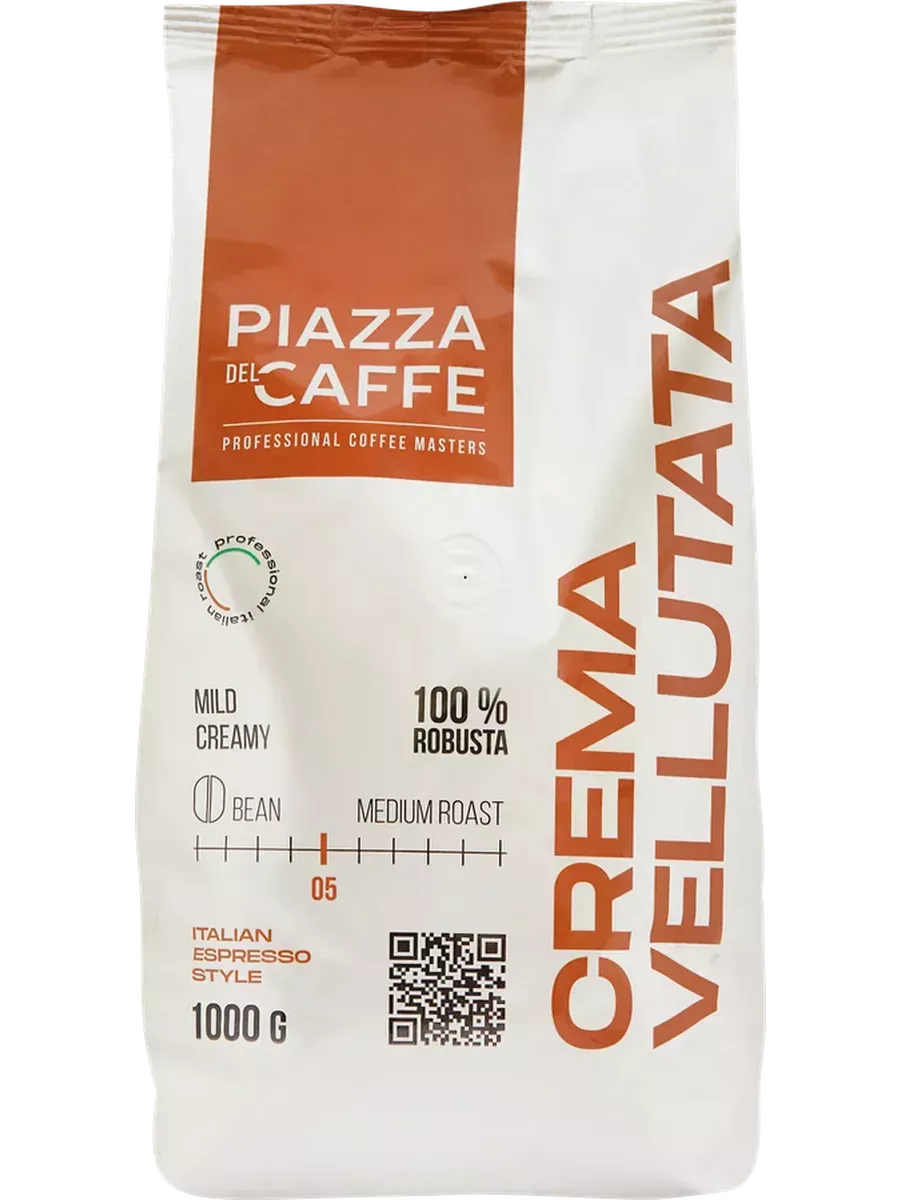 PIAZZA
DEL CAFFE
PROFESSIONAL COFFEE MASTERS
professional italian roast
MILD
CREAMY
100 %
ROBUSTA
BEAN
MEDIUM ROAST
05
ITALIAN
ESPRESSO
STYLE
1000 G
CREMA
VELLUTATA